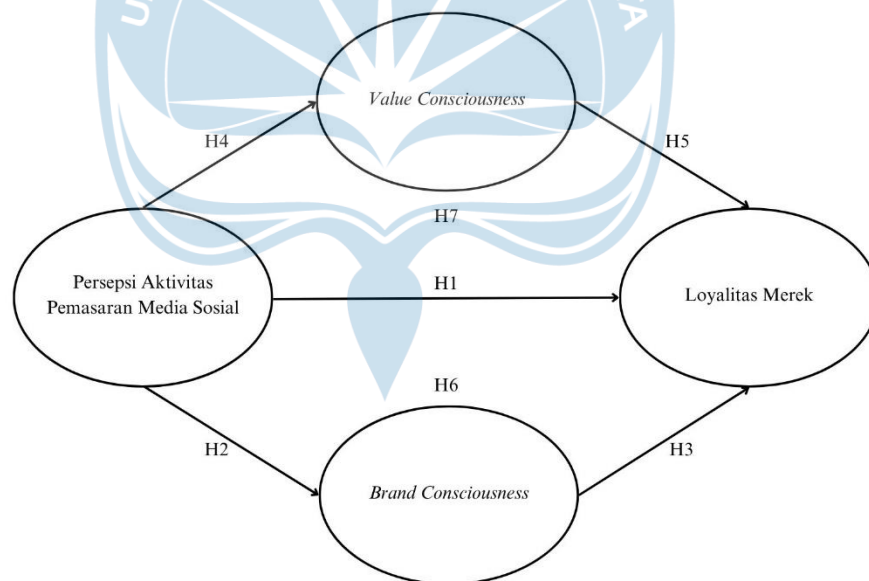 Value Consciousness
H4
H5
H7
Persepsi Aktivitas
Pemasaran Media Sosial
H1
Loyalitas Merek
H6
H2
H3
Brand Consciousness